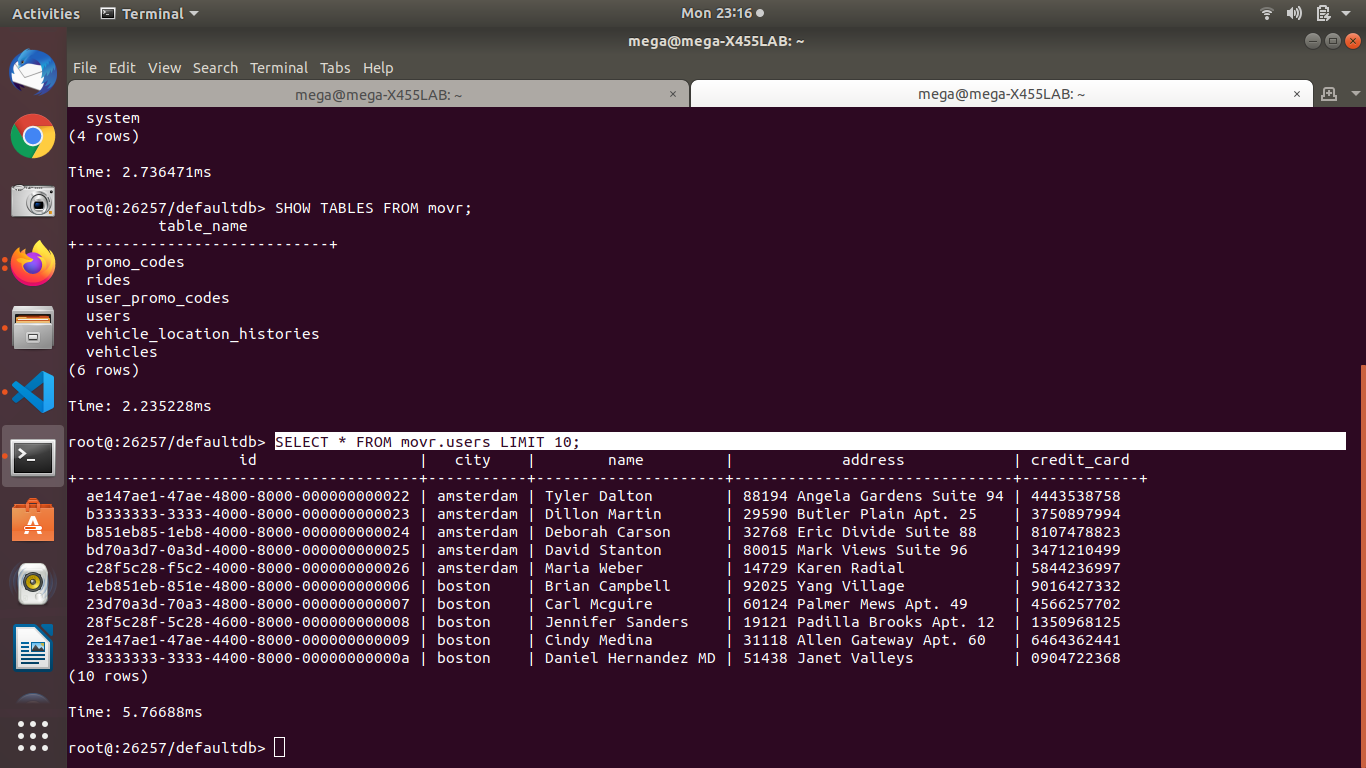 Activities Terminal Mon 23:16
mega@mega-X455LAB: ~
File Edit View Search Terminal Tabs Help
mega@mega-X455LAB: ~ × mega@mega-X455LAB: ~ ×
system
(4 rows)
Time: 2.736471ms
root@:26257/defaultdb> SHOW TABLES FROM movr;
table_name
+----------------------------+
promo_codes
rides
user_promo_codes
users
vehicle_location_histories
vehicles
(6 rows)
Time: 2.235228ms
root@:26257/defaultdb> SELECT * FROM movr.users LIMIT 10;
id | city | name | address | credit_card
+--------------------------------------+-----------+---------------------+-------------------------------+-------------+
ae147ae1-47ae-4800-8000-000000000022 | amsterdam | Tyler Dalton | 88194 Angela Gardens Suite 94 | 4443538758
b3333333-3333-4000-8000-000000000023 | amsterdam | Dillon Martin | 29590 Butler Plain Apt. 25 | 3750897994
b851eb85-1eb8-4000-8000-000000000024 | amsterdam | Deborah Carson | 32768 Eric Divide Suite 88 | 8107478823
bd70a3d7-0a3d-4000-8000-000000000025 | amsterdam | David Stanton | 80015 Mark Views Suite 96 | 3471210499
c28f5c28-f5c2-4000-8000-000000000026 | amsterdam | Maria Weber | 14729 Karen Radial | 5844236997
1eb851eb-851e-4800-8000-000000000006 | boston | Brian Campbell | 92025 Yang Village | 9016427332
23d70a3d-70a3-4800-8000-000000000007 | boston | Carl Mcguire | 60124 Palmer Mews Apt. 49 | 4566257702
28f5c28f-5c28-4600-8000-000000000008 | boston | Jennifer Sanders | 19121 Padilla Brooks Apt. 12 | 1350968125
2e147ae1-47ae-4400-8000-000000000009 | boston | Cindy Medina | 31118 Allen Gateway Apt. 60 | 6464362441
33333333-3333-4400-8000-00000000000a | boston | Daniel Hernandez MD | 51438 Janet Valleys | 0904722368
(10 rows)
Time: 5.76688ms
root@:26257/defaultdb>